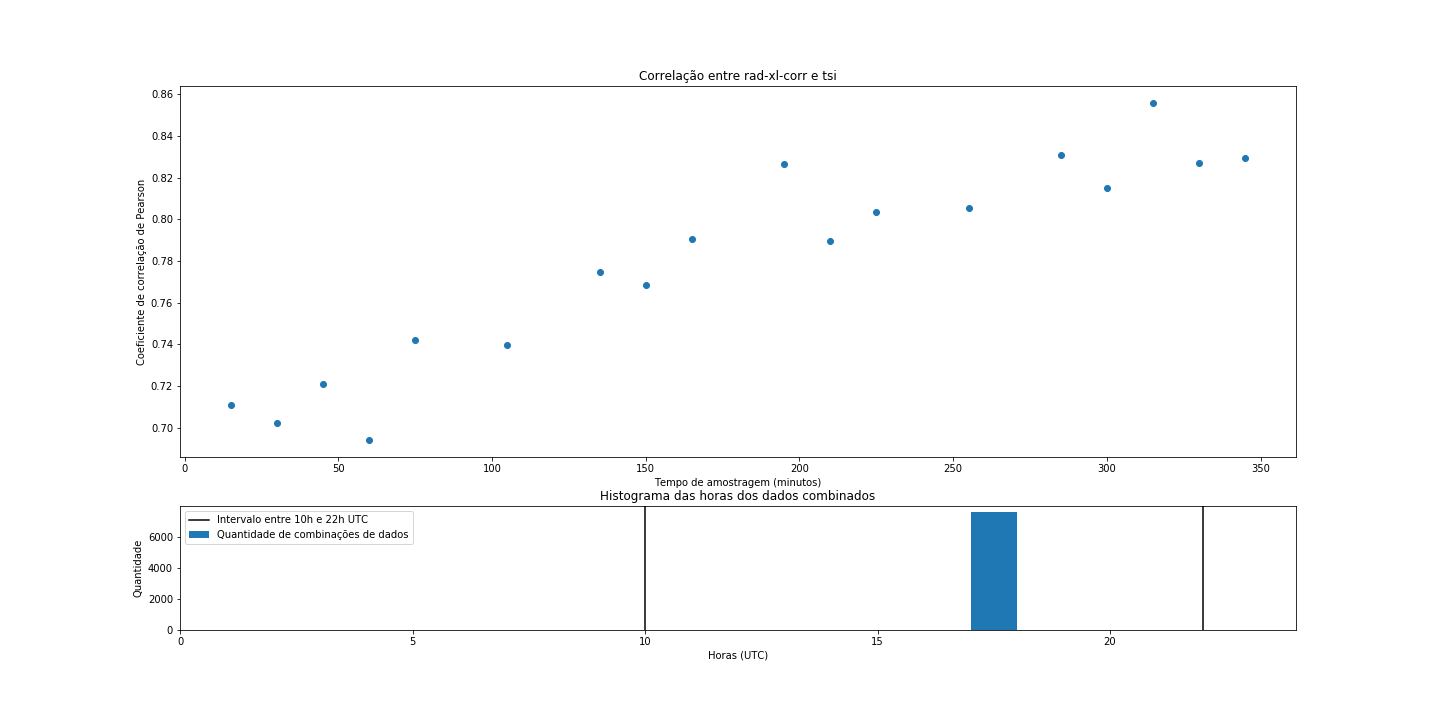 Correlação entre rad-xl-corr e tsi
0.86
0.84
0.82
0.80
0.78
0.76
0.74
0.72
0.70
Coeficiente de correlação de Pearson
0 50 100 150 200 250 300 350
Tempo de amostragem (minutos)
Histograma das horas dos dados combinados
Intervalo entre 10h e 22h UTC
Quantidade de combinações de dados
6000
4000
2000
0
Quantidade
0 5 10 15 20
Horas (UTC)